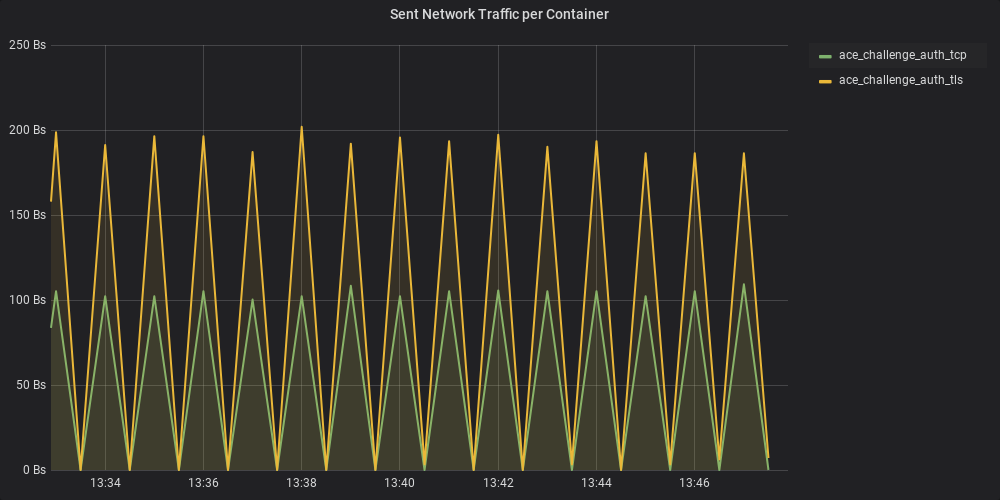 Sent Network Traffic per Container
250 Bs
200 Bs
150 Bs
100 Bs
50 Bs
0 Bs
13:34 13:36 13:38 13:40 13:42 13:44 13:46
ace_challenge_auth_tcp
ace_challenge_auth_tls